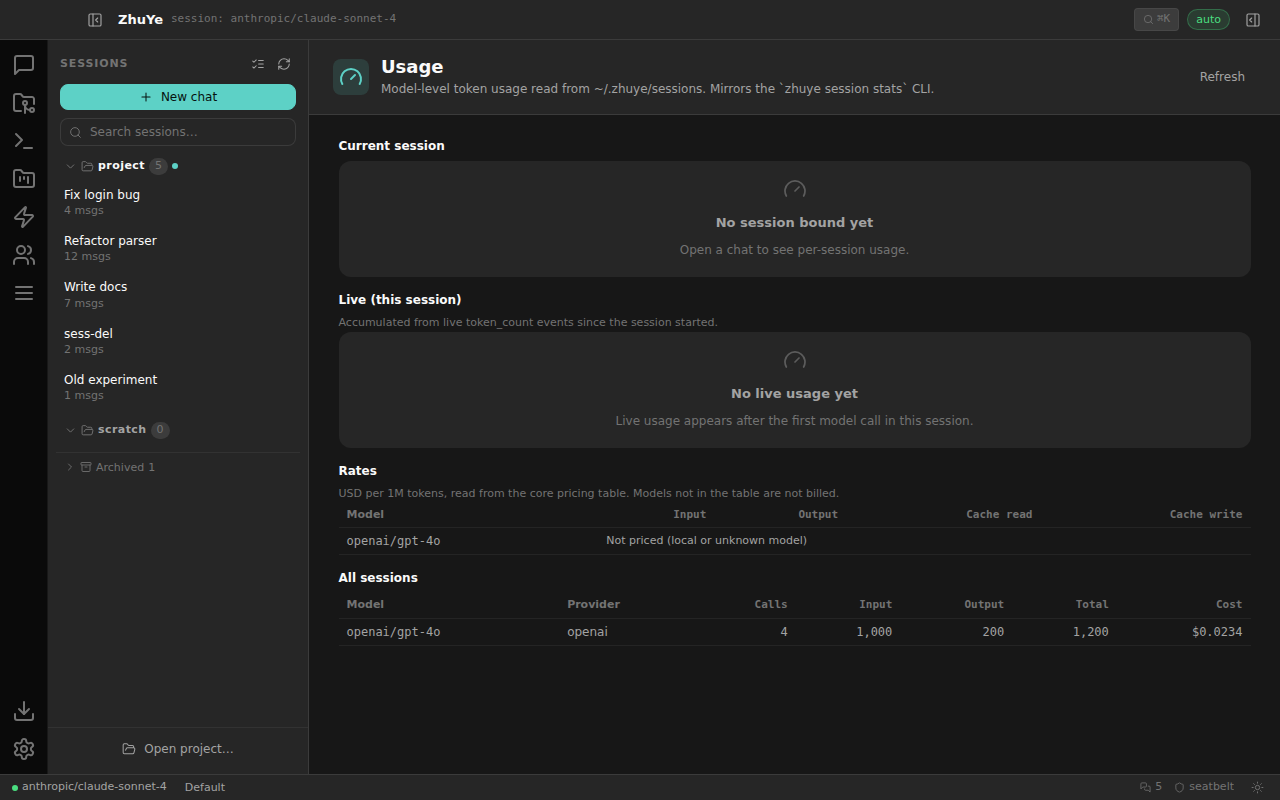 ZhuYe session: anthropic/claude-sonnet-4
⌘K
auto
SESSIONS
New chat
Search sessions…
project 5
Fix login bug
4 msgs
Refactor parser
12 msgs
Write docs
7 msgs
sess-del
2 msgs
Old experiment
1 msgs
scratch 0
Archived 1
Open project…
Usage
Model-level token usage read from ~/.zhuye/sessions. Mirrors the `zhuye session stats` CLI.
Refresh
Current session
No session bound yet
Open a chat to see per-session usage.
Live (this session)
Accumulated from live token_count events since the session started.
No live usage yet
Live usage appears after the first model call in this session.
Rates
USD per 1M tokens, read from the core pricing table. Models not in the table are not billed.
Model Input Output Cache read Cache write
openai/gpt-4o Not priced (local or unknown model)
All sessions
Model Provider Calls Input Output Total Cost
openai/gpt-4o openai 4 1,000 200 1,200 $0.0234
anthropic/claude-sonnet-4 Default 5 seatbelt